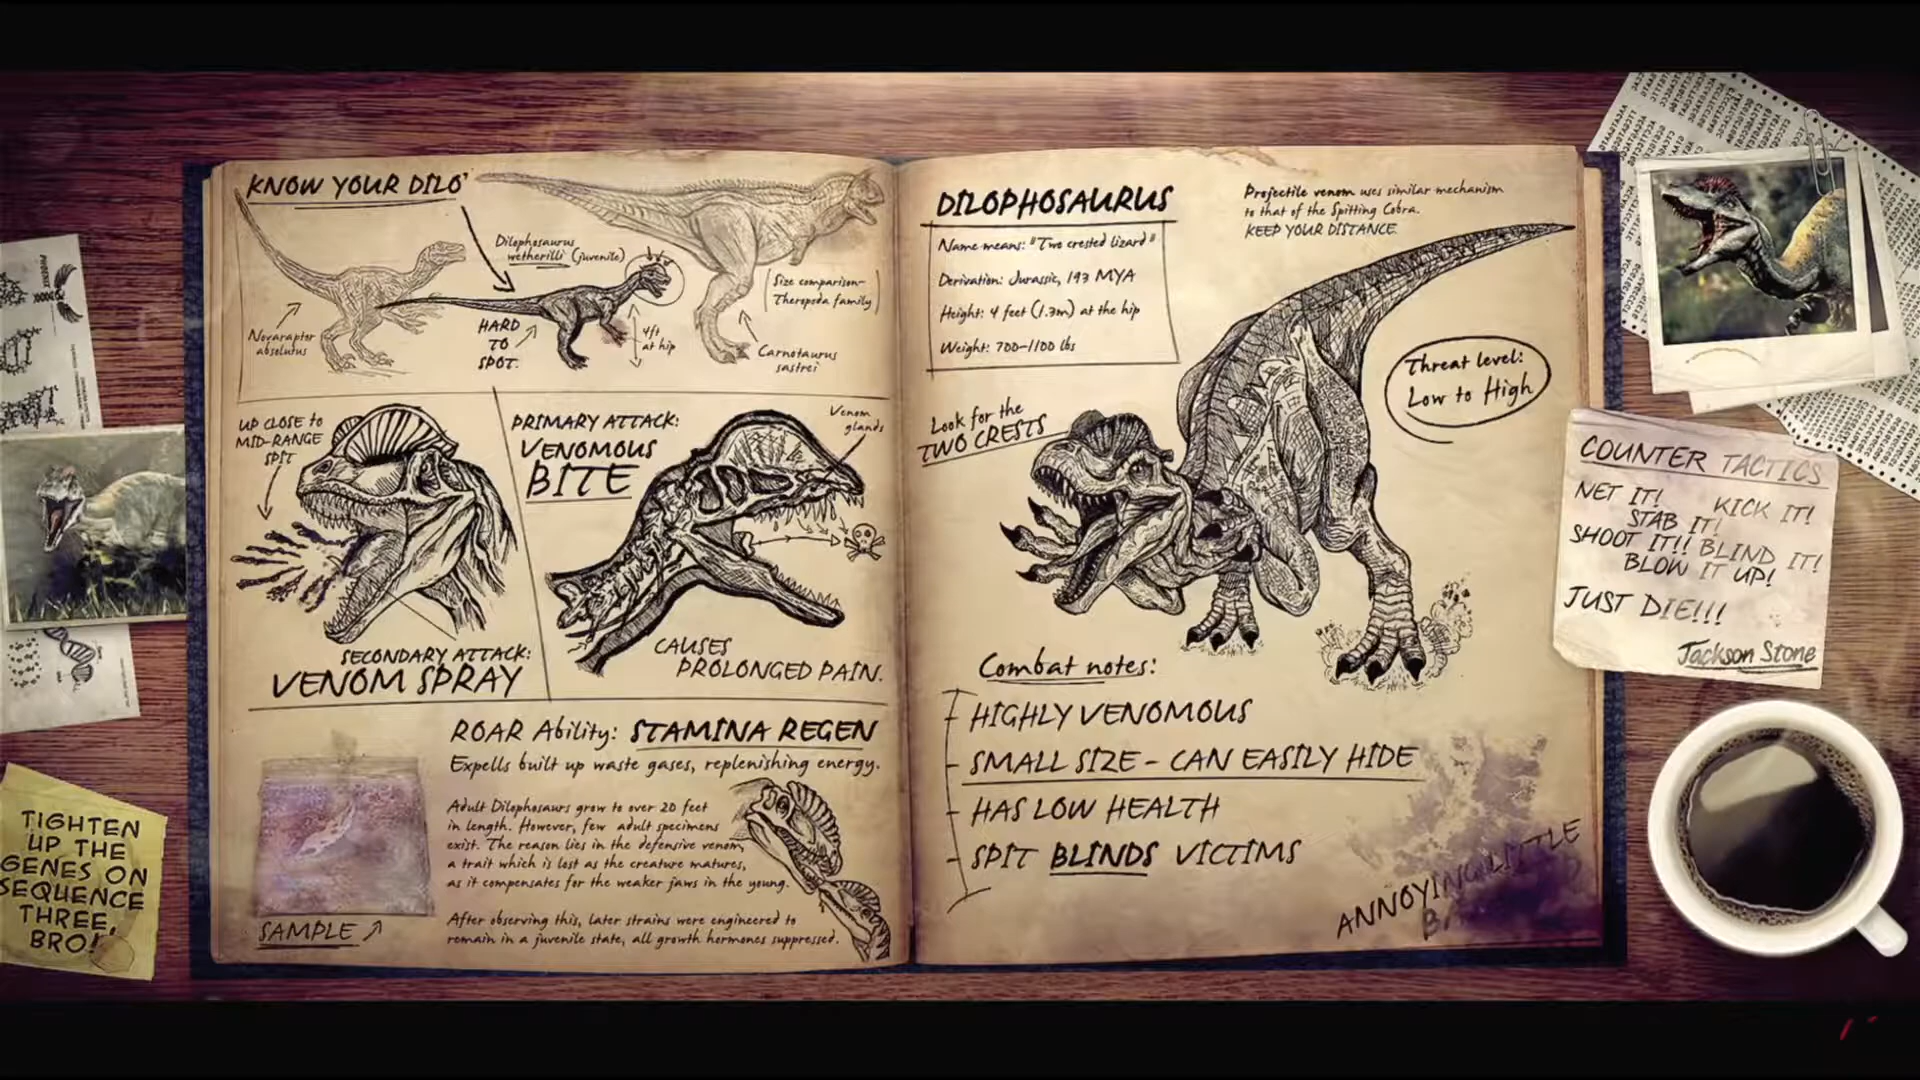 KNOW YOUR DILO'
Dilophosaurus
wetherilli (juvenile)
Novaraptor
absolutus
HARD
TO
SPOT.
4ft
at hip
Size comparison-
Theropoda family
Carnotaurus
sastrei
UP CLOSE to
MID-RANGE
SPIT
SECONDARY ATTACK:
VENOM SPRAY
PRIMARY ATTACK:
VENOMOUS
BITE
Venom
glands
CAUSES
PROLONGED PAIN.
ROAR Ability: STAMINA REGEN
Expells built up waste gases, replenishing energy.
Adult Dilophosaurs grow to over 20 feet
in length. However, few adult specimens
exist. The reason lies in the defensive venom,
a trait which is lost as the creature matures,
as it compensates for the weaker jaws in the young.
After observing this, later strains were engineered to
remain in a juvenile state, all growth hormones suppressed.
SAMPLE
TIGHTEN
UP THE
GENES ON
SEQUENCE
THREE,
BRO!
DILOPHOSAURUS
Name means: "Two crested lizard"
Derivation: Jurassic, 193 MYA
Height: 4 feet (1.3m) at the hip
Weight: 700-1100 lbs
Projectile venom uses similar mechanism
to that of the Spitting Cobra.
KEEP YOUR DISTANCE.
Threat level:
Low to High
Look for the
TWO CRESTS
Combat notes:
HIGHLY VENOMOUS
SMALL SIZE - CAN EASILY HIDE
HAS LOW HEALTH
SPIT BLINDS VICTIMS
ANNOYING LITTLE
COUNTER TACTICS
NET IT! KICK IT!
STAB IT!
SHOOT IT!! BLIND IT!
BLOW IT UP!
JUST DIE!!!
Jackson Stone